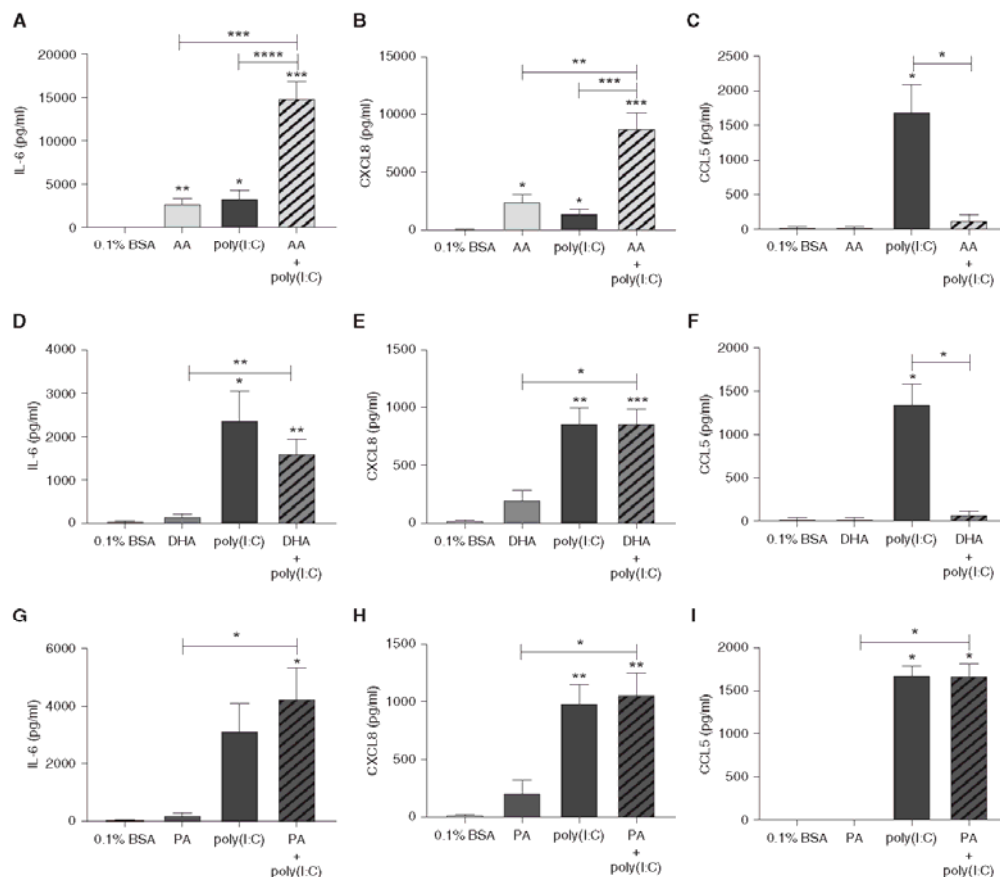 A
***
****
***
**
*
20000
15000
10000
5000
0
IL-6 (pg/ml)
0.1% BSA AA poly(I:C) AA
+
poly(I:C)
B
**
***
***
*
*
15000
10000
5000
0
CXCL8 (pg/ml)
0.1% BSA AA poly(I:C) AA
+
poly(I:C)
C
*
*
2500
2000
1500
1000
500
0
CCL5 (pg/ml)
0.1% BSA AA poly(I:C) AA
+
poly(I:C)
D
**
*
**
4000
3000
2000
1000
0
IL-6 (pg/ml)
0.1% BSA DHA poly(I:C) DHA
+
poly(I:C)
E
*
** ***
1500
1000
500
0
CXCL8 (pg/ml)
0.1% BSA DHA poly(I:C) DHA
+
poly(I:C)
F
*
*
2000
1500
1000
500
0
CCL5 (pg/ml)
0.1% BSA DHA poly(I:C) DHA
+
poly(I:C)
G
*
*
6000
4000
2000
0
IL-6 (pg/ml)
0.1% BSA PA poly(I:C) PA
+
poly(I:C)
H
*
** **
1500
1000
500
0
CXCL8 (pg/ml)
0.1% BSA PA poly(I:C) PA
+
poly(I:C)
I
*
* *
2000
1500
1000
500
0
CCL5 (pg/ml)
0.1% BSA PA poly(I:C) PA
+
poly(I:C)